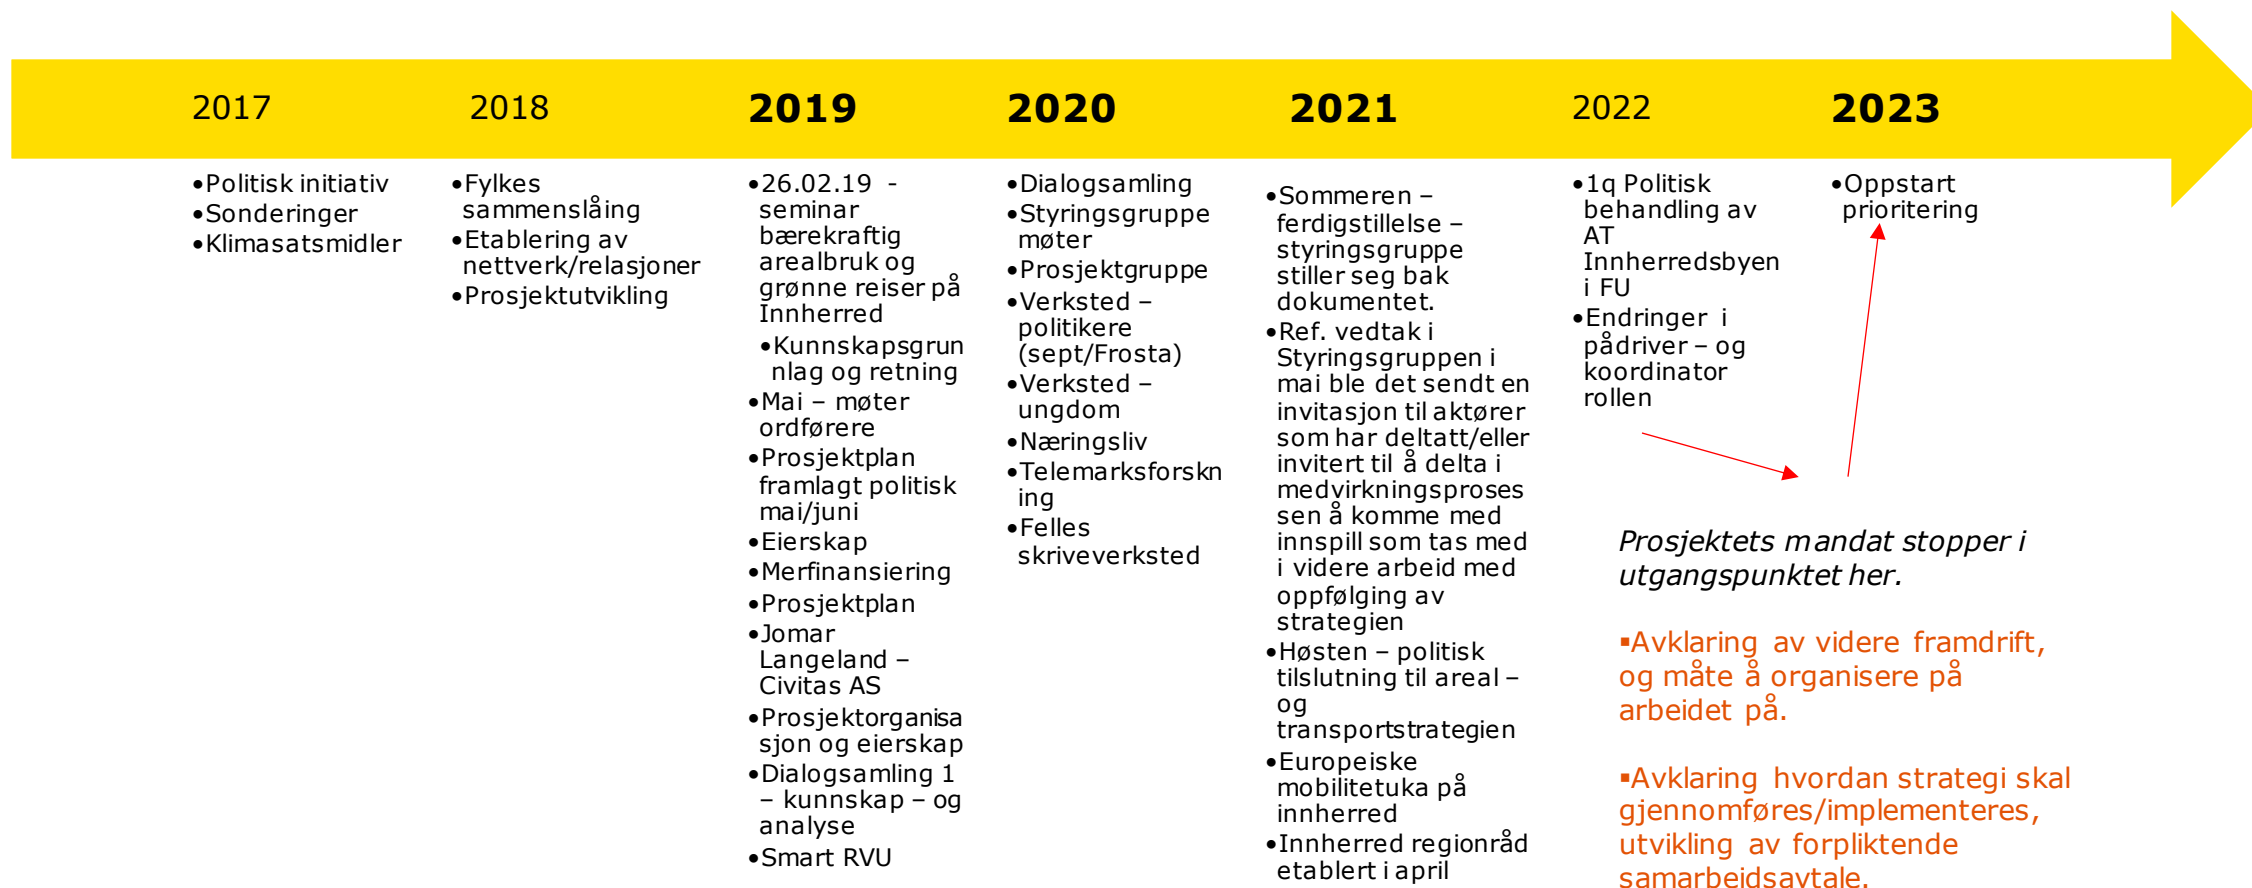 2017
2018
2019
2020
2021
2022
2023
•Politisk initiativ
•Sonderinger
•Klimasatsmidler
•Fylkes
sammenslåing
•Etablering av
nettverk/relasjoner
•Prosjektutvikling
•26.02.19 -
seminar
bærekraftig
arealbruk og
grønne reiser på
Innherred
•Kunnskapsgrun
nlag og retning
•Mai – møter
ordførere
•Prosjektplan
framlagt politisk
mai/juni
•Eierskap
•Merfinansiering
•Prosjektplan
•Jomar
Langeland –
Civitas AS
•Prosjektorganisa
sjon og eierskap
•Dialogsamling 1
– kunnskap – og
analyse
•Smart RVU
•Dialogsamling
•Styringsgruppe
møter
•Prosjektgruppe
•Verksted –
politikere
(sept/Frosta)
•Verksted –
ungdom
•Næringsliv
•Telemarksforskn
ing
•Felles
skriveverksted
•Sommeren –
ferdigstillelse –
styringsgruppe
stiller seg bak
dokumentet.
•Ref. vedtak i
Styringsgruppen i
mai ble det sendt en
invitasjon til aktører
som har deltatt/eller
invitert til å delta i
medvirkningsproses
sen å komme med
innspill som tas med
i videre arbeid med
oppfølging av
strategien
•Høsten – politisk
tilslutning til areal –
og
transportstrategien
•Europeiske
mobilitetuka på
innherred
•Innherred regionråd
etablert i april
•1q Politisk
behandling av
AT
Innherredsbyen
i FU
•Endringer i
pådriver – og
koordinator
rollen
•Oppstart
prioritering
Prosjektets mandat stopper i
utgangspunktet her.
▪Avklaring av videre framdrift,
og måte å organisere på
arbeidet på.
▪Avklaring hvordan strategi skal
gjennomføres/implementeres,
utvikling av forpliktende
samarbeidsavtale.